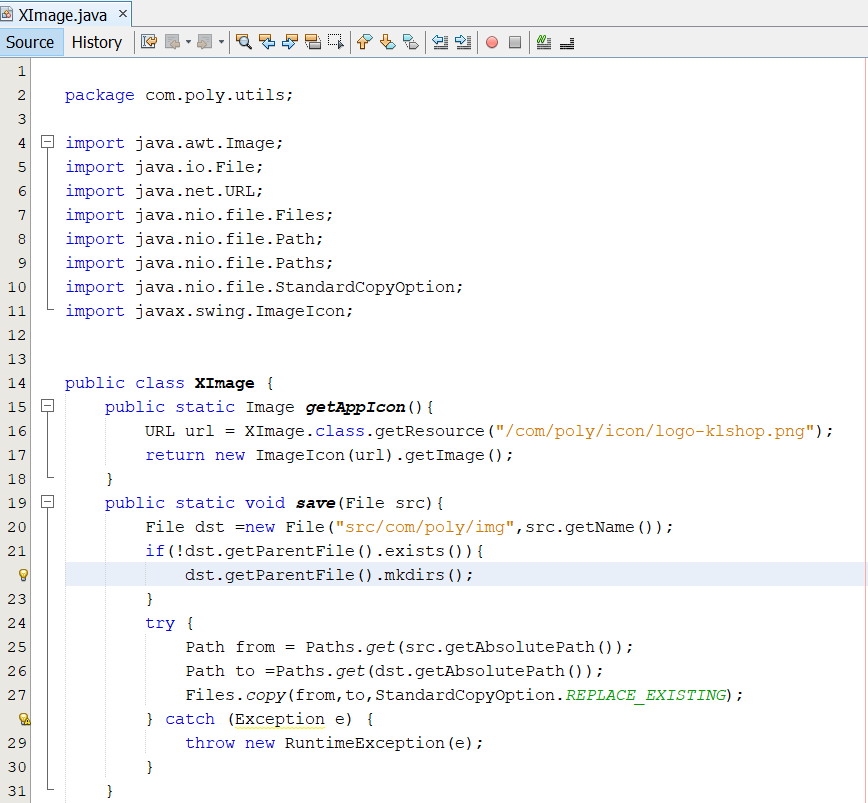 XImage.java ×
Source History
1
2 package com.poly.utils;
3
4 import java.awt.Image;
5 import java.io.File;
6 import java.net.URL;
7 import java.nio.file.Files;
8 import java.nio.file.Path;
9 import java.nio.file.Paths;
10 import java.nio.file.StandardCopyOption;
11 import javax.swing.ImageIcon;
12
13
14 public class XImage {
15     public static Image getAppIcon(){
16         URL url = XImage.class.getResource("/com/poly/icon/logo-klshop.png");
17         return new ImageIcon(url).getImage();
18     }
19     public static void save(File src){
20         File dst =new File("src/com/poly/img",src.getName());
21         if(!dst.getParentFile().exists()){
            dst.getParentFile().mkdirs();
23         }
24         try {
25             Path from = Paths.get(src.getAbsolutePath());
26             Path to =Paths.get(dst.getAbsolutePath());
27             Files.copy(from,to,StandardCopyOption.REPLACE_EXISTING);
        } catch (Exception e) {
29             throw new RuntimeException(e);
30         }
31     }